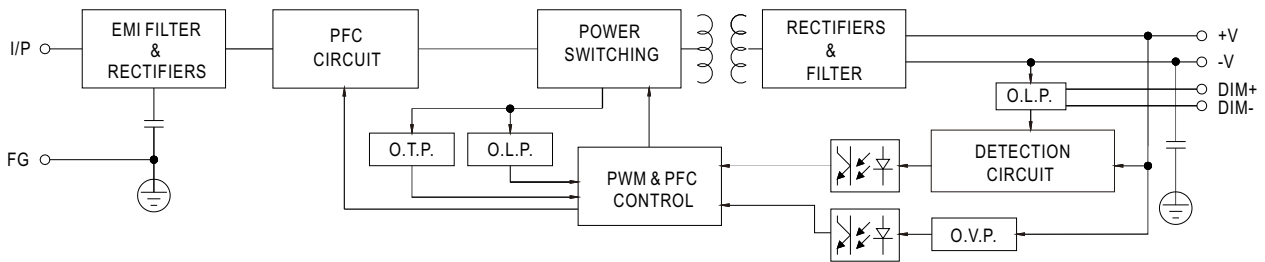 I/P
EMI FILTER
&
RECTIFIERS
PFC
CIRCUIT
POWER
SWITCHING
RECTIFIERS
&
FILTER
+V
-V
DIM+
DIM-
O.L.P.
FG
O.T.P.
O.L.P.
PWM & PFC
CONTROL
DETECTION
CIRCUIT
O.V.P.